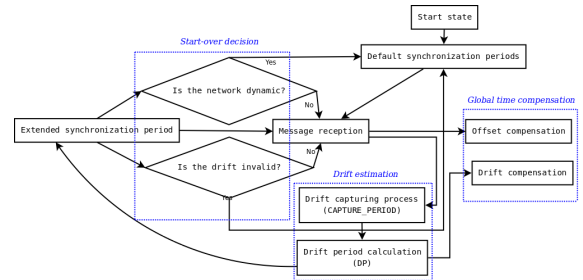 Start state
Start-over decision
Yes
Default synchronization periods
Is the network dynamic?
No
Global time compensation
Extended synchronization period
Message reception
Offset compensation
No
Is the drift invalid?
Drift estimation
Drift compensation
Yes
Drift capturing process
(CAPTURE_PERIOD)
Drift period calculation
(DP)